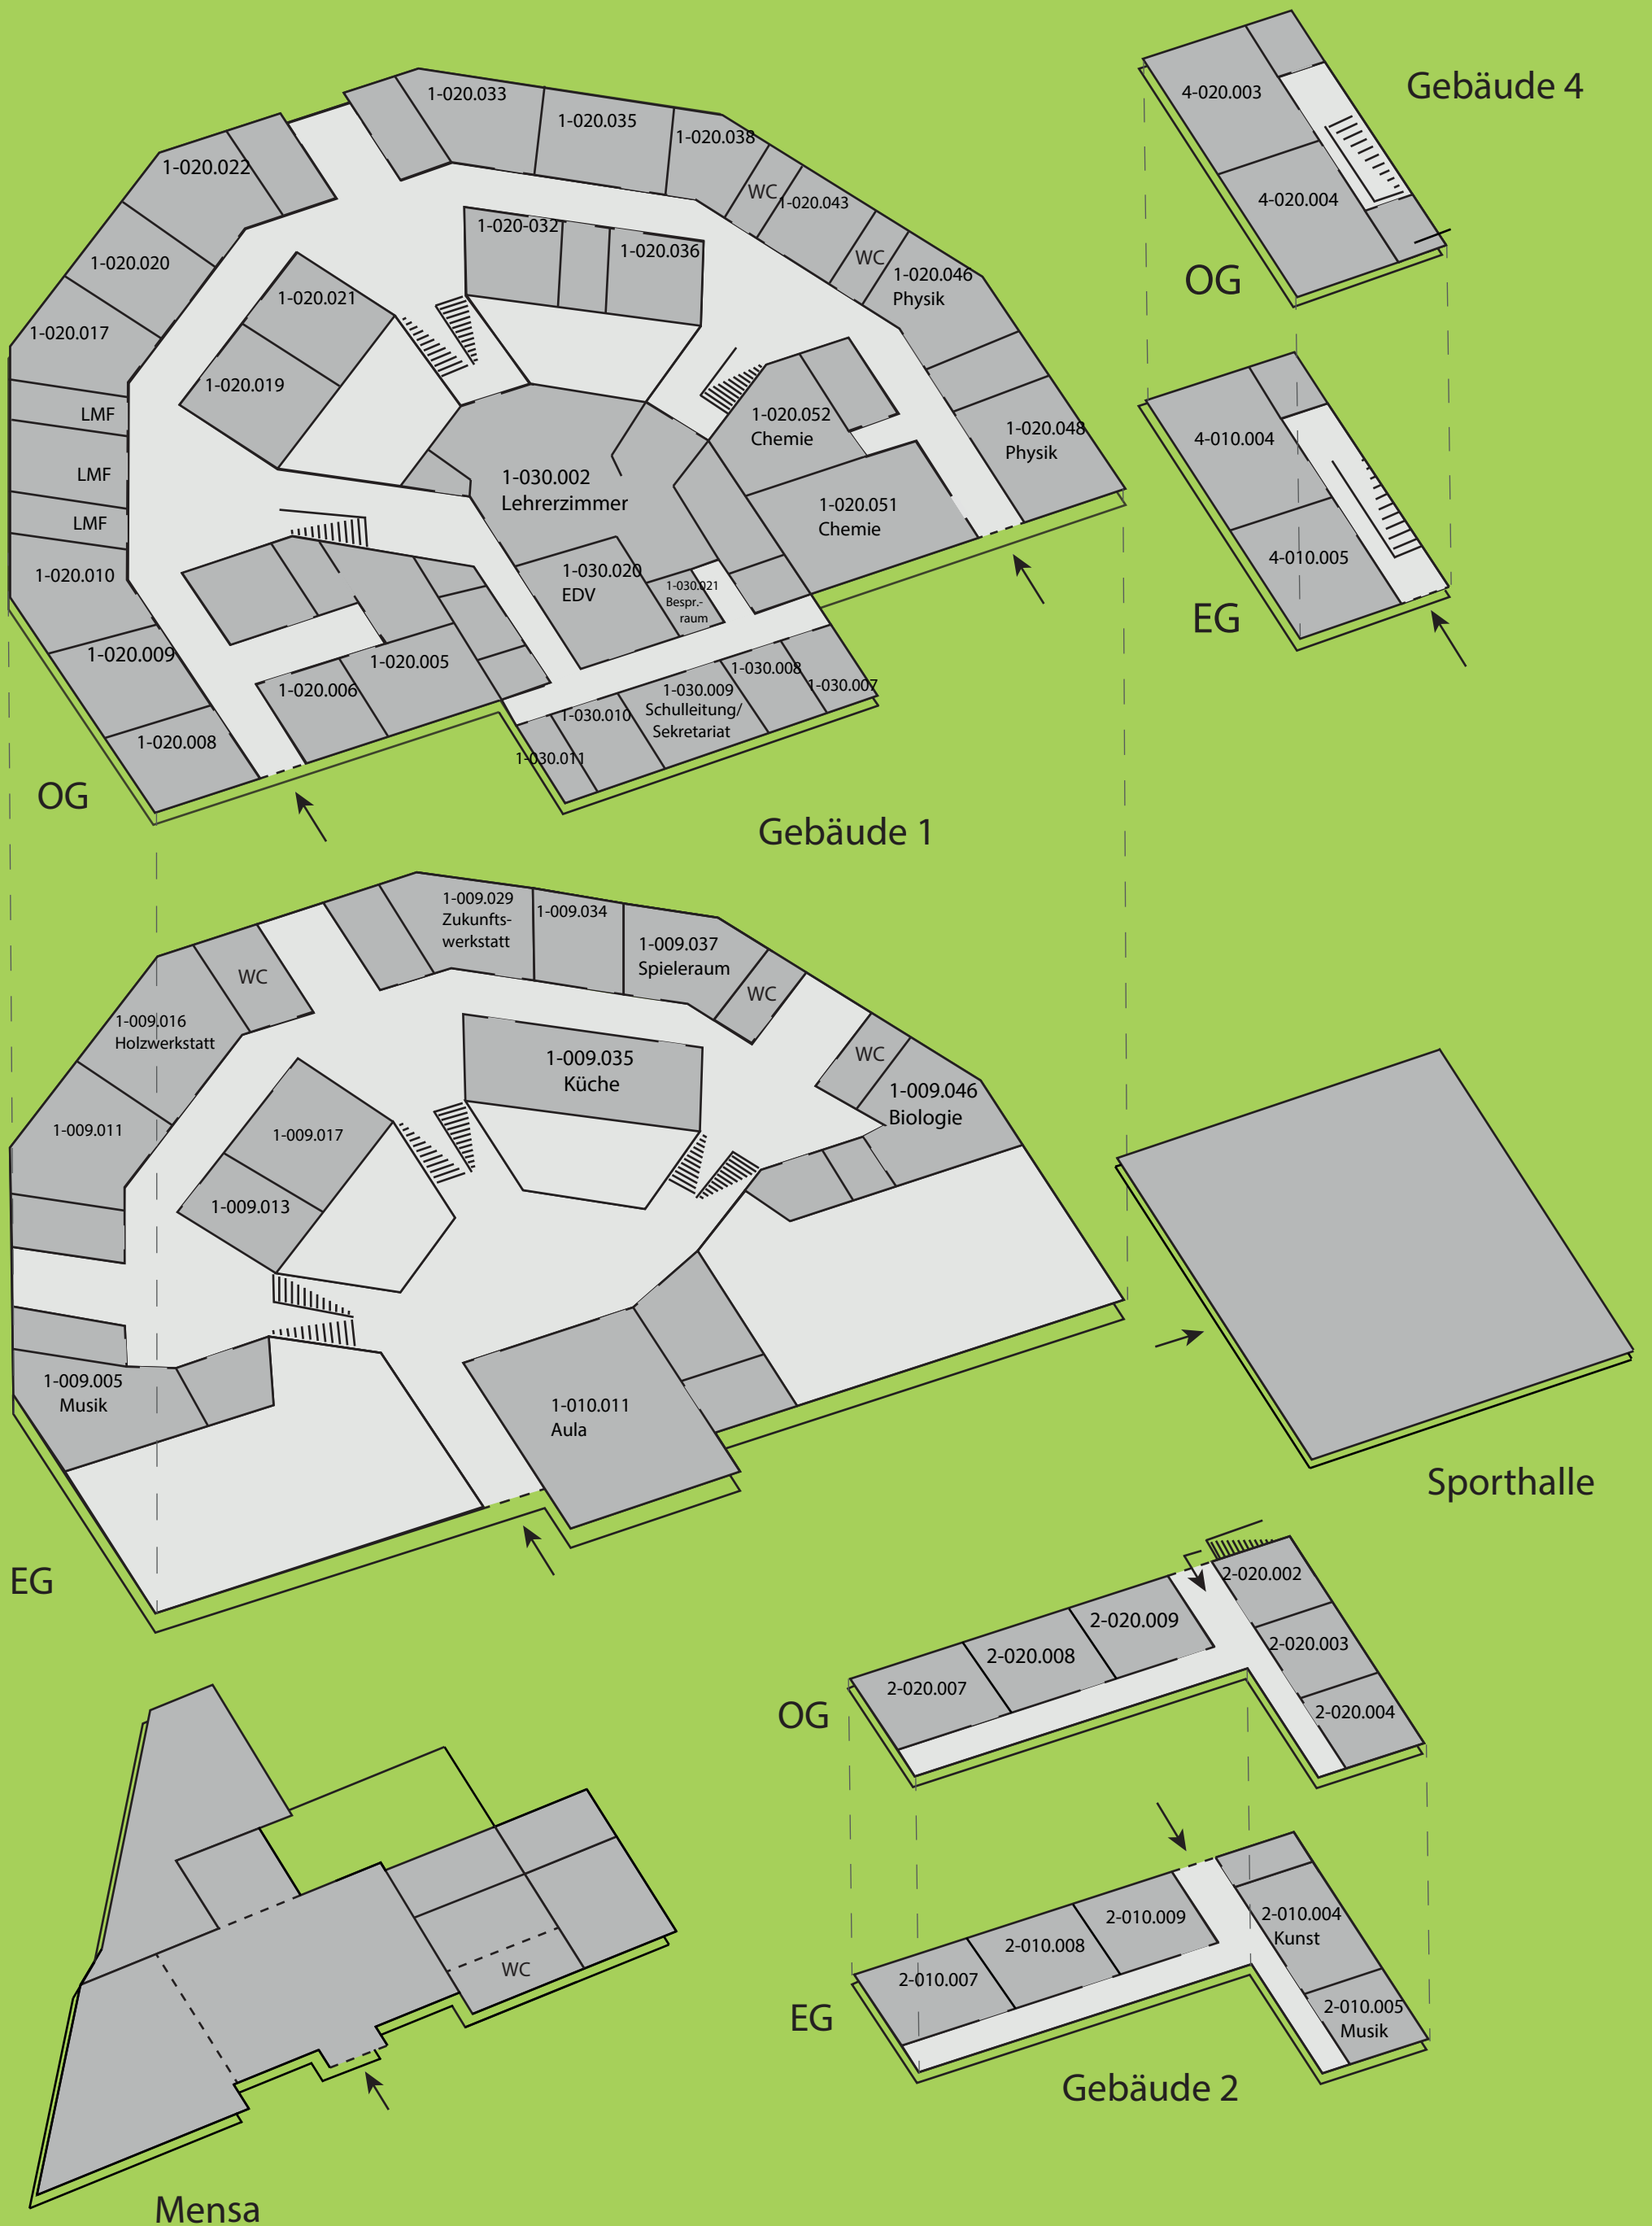 Gebäude 4
4-020.003
4-020.004
OG
4-010.004
4-010.005
EG
1-020.033
1-020.035
1-020.038
WC
1-020.043
WC
1-020.046
Physik
1-020.048
Physik
1-020.022
1-020.020
1-020.017
LMF
LMF
LMF
1-020.010
1-020.009
1-020.008
1-020.021
1-020.019
1-020-032
1-020.036
1-020.052
Chemie
1-020.051
Chemie
1-030.002
Lehrerzimmer
1-030.020
EDV
1-030.021
Bespr.-
raum
1-020.005
1-020.006
1-030.011
1-030.010
1-030.009
Schulleitung/
Sekretariat
1-030.008
1-030.007
OG
Gebäude 1
1-009.029
Zukunfts-
werkstatt
1-009.034
1-009.037
Spieleraum
WC
WC
1-009.046
Biologie
WC
1-009.016
Holzwerkstatt
1-009.011
1-009.017
1-009.013
1-009.035
Küche
1-009.005
Musik
1-010.011
Aula
EG
Sporthalle
2-020.002
2-020.003
2-020.004
2-020.009
2-020.008
2-020.007
OG
2-010.004
Kunst
2-010.005
Musik
2-010.009
2-010.008
2-010.007
EG
Gebäude 2
WC
Mensa